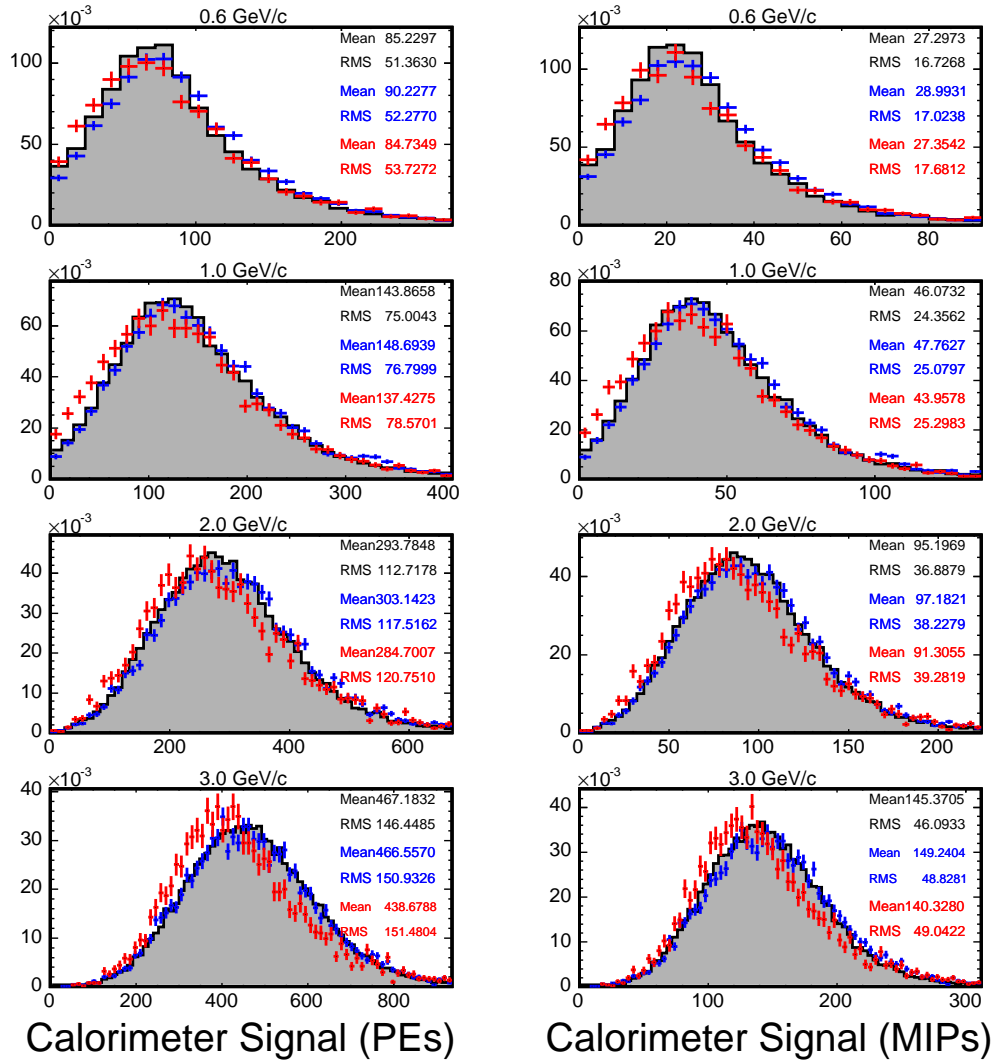 ×10⁻³ 0.6 GeV/c
Mean 85.2297
RMS 51.3630
Mean 90.2277
RMS 52.2770
Mean 84.7349
RMS 53.7272
100
50
0
0 100 200
×10⁻³ 0.6 GeV/c
Mean 27.2973
RMS 16.7268
Mean 28.9931
RMS 17.0238
Mean 27.3542
RMS 17.6812
100
50
0
0 20 40 60 80
×10⁻³ 1.0 GeV/c
Mean143.8658
RMS 75.0043
Mean148.6939
RMS 76.7999
Mean137.4275
RMS 78.5701
60
40
20
0
0 100 200 300 400
×10⁻³ 1.0 GeV/c
Mean 46.0732
RMS 24.3562
Mean 47.7627
RMS 25.0797
Mean 43.9578
RMS 25.2983
80
60
40
20
0
0 50 100
×10⁻³ 2.0 GeV/c
Mean293.7848
RMS 112.7178
Mean303.1423
RMS 117.5162
Mean284.7007
RMS 120.7510
40
20
0
0 200 400 600
×10⁻³ 2.0 GeV/c
Mean 95.1969
RMS 36.8879
Mean 97.1821
RMS 38.2279
Mean 91.3055
RMS 39.2819
40
20
0
0 50 100 150 200
×10⁻³ 3.0 GeV/c
Mean467.1832
RMS 146.4485
Mean466.5570
RMS 150.9326
Mean 438.6788
RMS 151.4804
40
30
20
10
0
0 200 400 600 800
×10⁻³ 3.0 GeV/c
Mean145.3705
RMS 46.0933
Mean 149.2404
RMS 48.8281
Mean140.3280
RMS 49.0422
40
30
20
10
0
0 100 200 300
Calorimeter Signal (PEs)
Calorimeter Signal (MIPs)